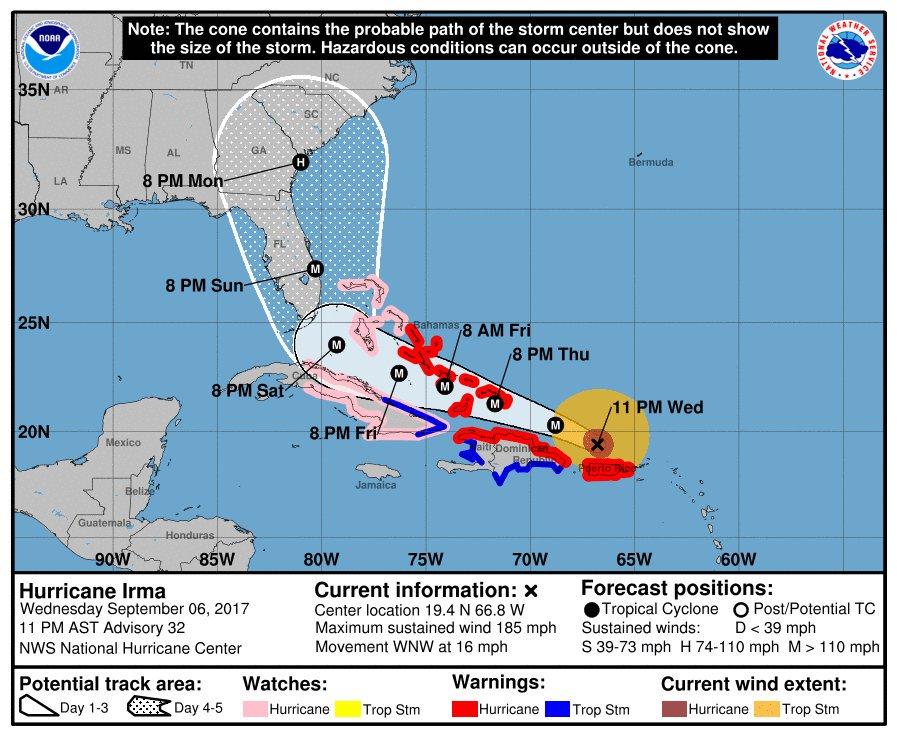 Note: The cone contains the probable path of the storm center but does not show
the size of the storm. Hazardous conditions can occur outside of the cone.
NOAA
NATIONAL WEATHER SERVICE
TN
NC
35N
AR
SC
MS
AL
GA
H
Bermuda
LA
8 PM Mon
30N
FL
M
8 PM Sun
25N
Bahamas
8 AM Fri
M
8 PM Thu
M
M
Cuba
8 PM Sat
M
11 PM Wed
M
20N
8 PM Fri
Mexico
Haiti
Dominican
Republic
Puerto Rico
Jamaica
Belize
Guatemala
Honduras
90W 85W 80W 75W 70W 65W 60W
Hurricane Irma
Wednesday September 06, 2017
11 PM AST Advisory 32
NWS National Hurricane Center
Current information: ×
Center location 19.4 N 66.8 W
Maximum sustained wind 185 mph
Movement WNW at 16 mph
Forecast positions:
Tropical Cyclone Post/Potential TC
Sustained winds: D < 39 mph
S 39-73 mph H 74-110 mph M > 110 mph
Potential track area:
Day 1-3 Day 4-5
Watches:
Hurricane Trop Stm
Warnings:
Hurricane Trop Stm
Current wind extent:
Hurricane Trop Stm